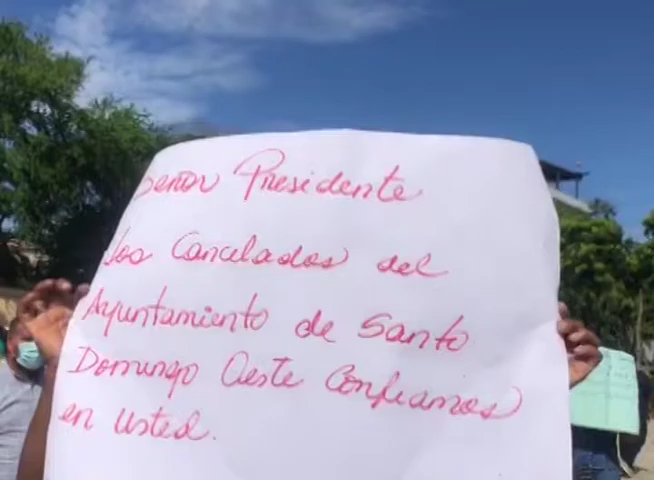 Señor Presidente
los Cancelados del
Ayuntamiento de Santo
Domingo Oeste Confiamos
en usted.